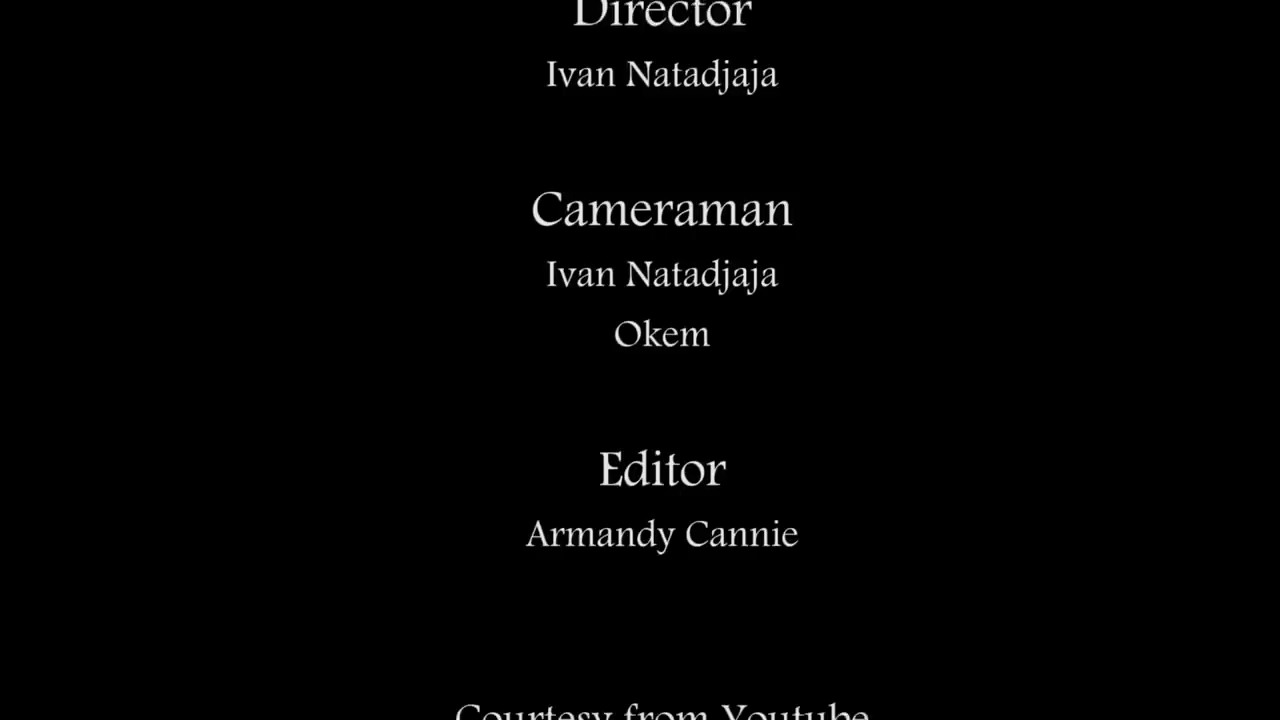 Director
Ivan Natadjaja
Cameraman
Ivan Natadjaja
Okem
Editor
Armandy Cannie
Courtesy from Youtube